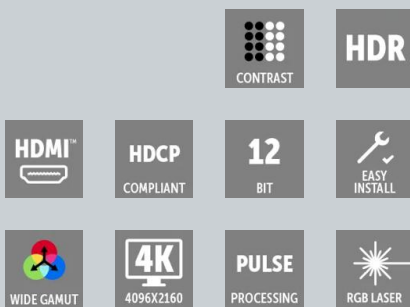 CONTRAST
HDR
HDMI™
HDCP
COMPLIANT
12
BIT
EASY
INSTALL
WIDE GAMUT
4K
4096X2160
PULSE
PROCESSING
RGB LASER